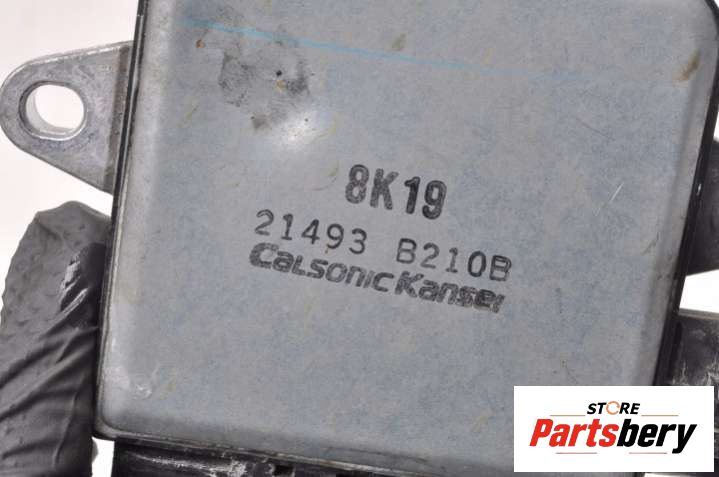 8K19
21493 B210B
CaLsonic Kansei
STORE
Partsbery